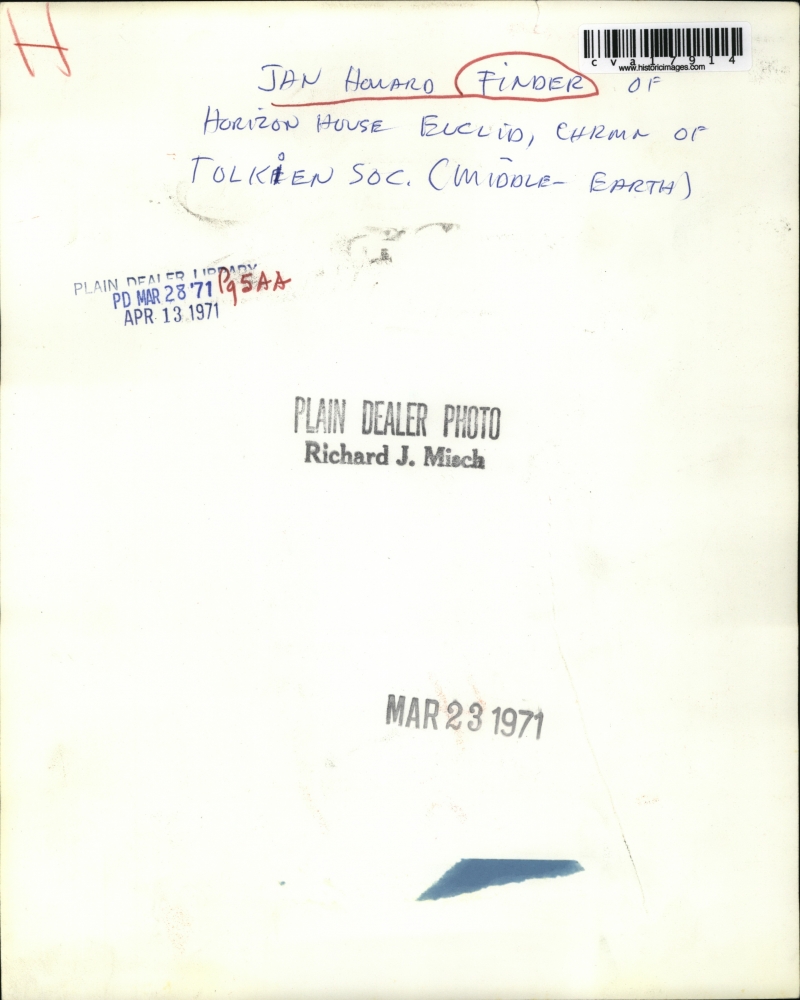 H
cva17914
www.historicimages.com
JAN HOWARD FINDER OF
HORIZON HOUSE EUCLID, CHRMN OF
TOLKIEN SOC. (MIDDLE-EARTH)
PLAIN DEALER LIBRARY
PD MAR 28 '71 Pg5AA
APR 13 1971
PLAIN DEALER PHOTO
Richard J. Misch
MAR 23 1971